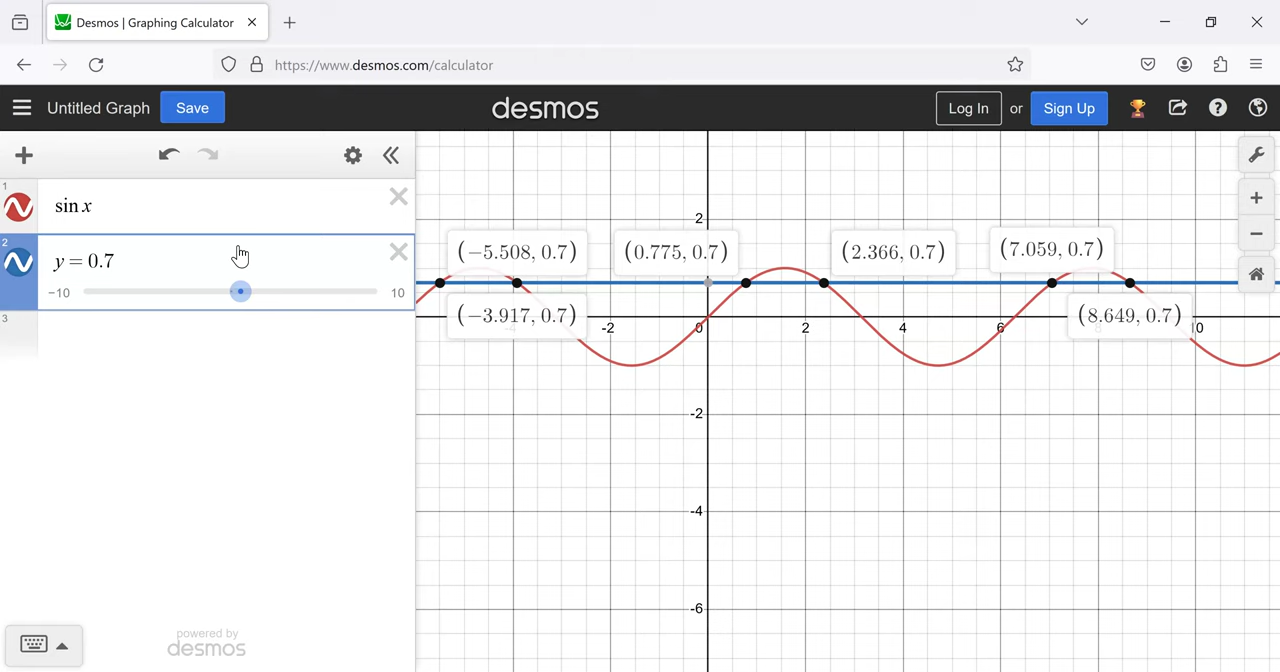 Desmos | Graphing Calculator
https://www.desmos.com/calculator
Untitled Graph
Save
desmos
Log In or Sign Up
1
sin x
2
y = 0.7
-10
10
3
powered by
desmos
2
(−5.508, 0.7)
(0.775, 0.7)
(2.366, 0.7)
(7.059, 0.7)
(−3.917, 0.7)
(8.649, 0.7)
-4
-2
0
2
4
6
8
10
-2
-4
-6